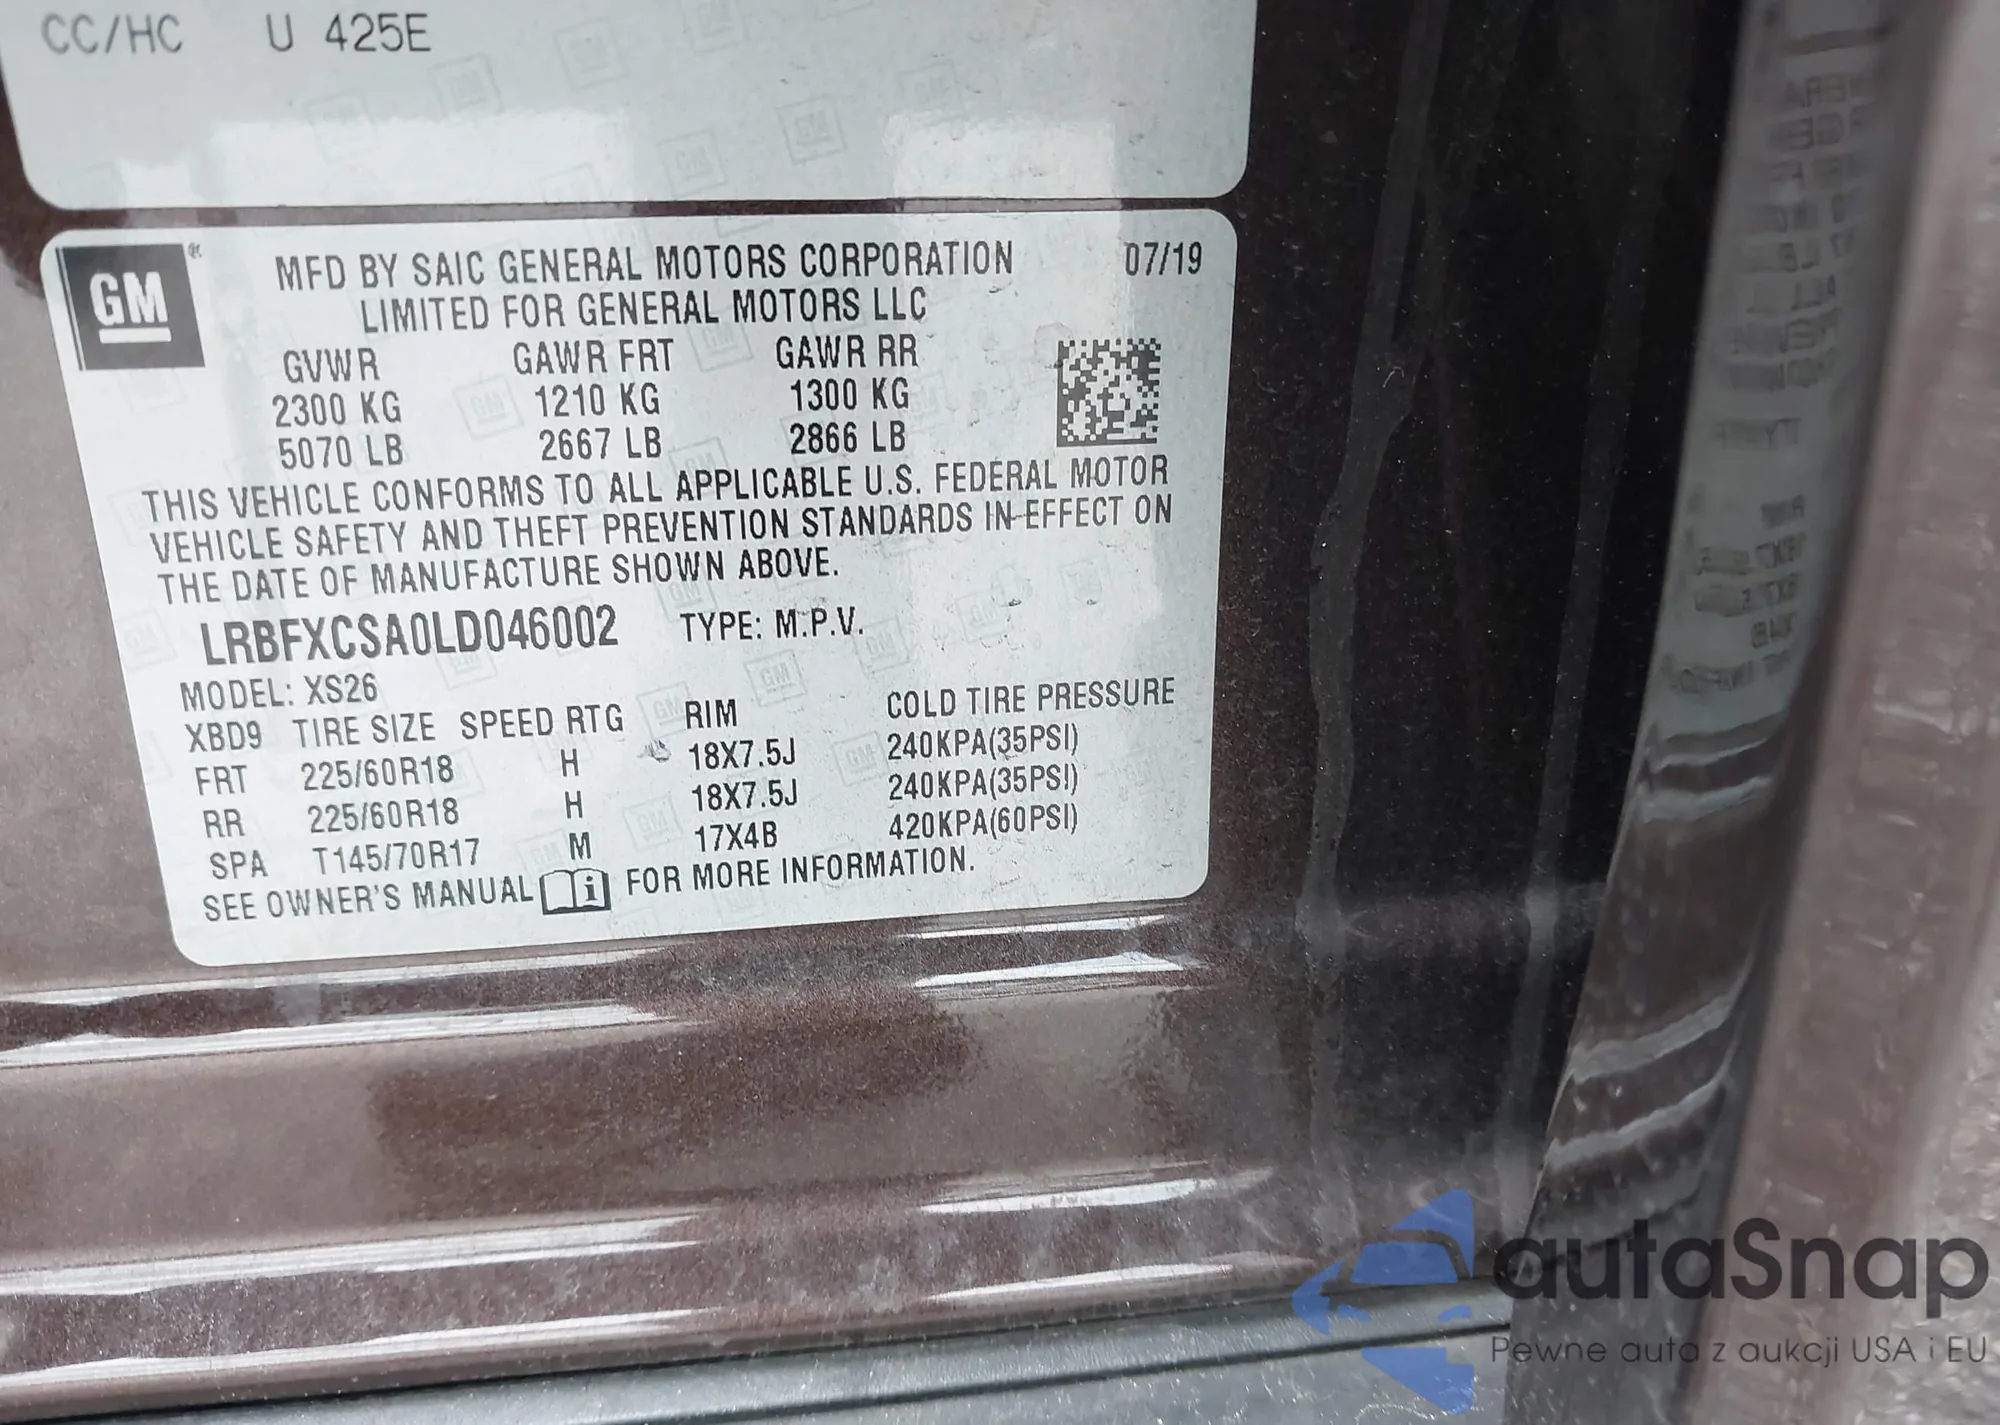 CC/HC U 425E
GM
MFD BY SAIC GENERAL MOTORS CORPORATION 07/19
LIMITED FOR GENERAL MOTORS LLC
GVWR GAWR FRT GAWR RR
2300 KG 1210 KG 1300 KG
5070 LB 2667 LB 2866 LB
THIS VEHICLE CONFORMS TO ALL APPLICABLE U.S. FEDERAL MOTOR
VEHICLE SAFETY AND THEFT PREVENTION STANDARDS IN EFFECT ON
THE DATE OF MANUFACTURE SHOWN ABOVE.
LRBFXCSA0LD046002 TYPE: M.P.V.
MODEL: XS26
XBD9 TIRE SIZE SPEED RTG RIM COLD TIRE PRESSURE
FRT 225/60R18 H 18X7.5J 240KPA(35PSI)
RR 225/60R18 H 18X7.5J 240KPA(35PSI)
SPA T145/70R17 M 17X4B 420KPA(60PSI)
SEE OWNER'S MANUAL FOR MORE INFORMATION.
autaSnap
Pewne auta z aukcji USA i EU